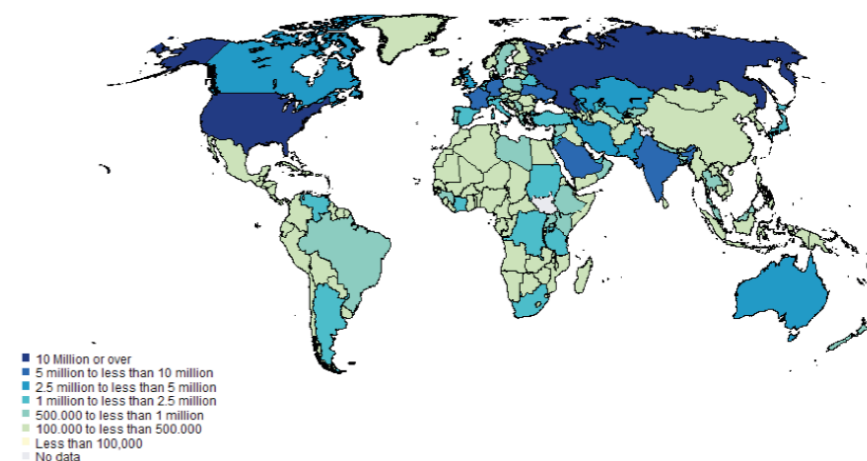 10 Million or over
5 million to less than 10 million
2.5 million to less than 5 million
1 million to less than 2.5 million
500.000 to less than 1 million
100.000 to less than 500.000
Less than 100,000
No data